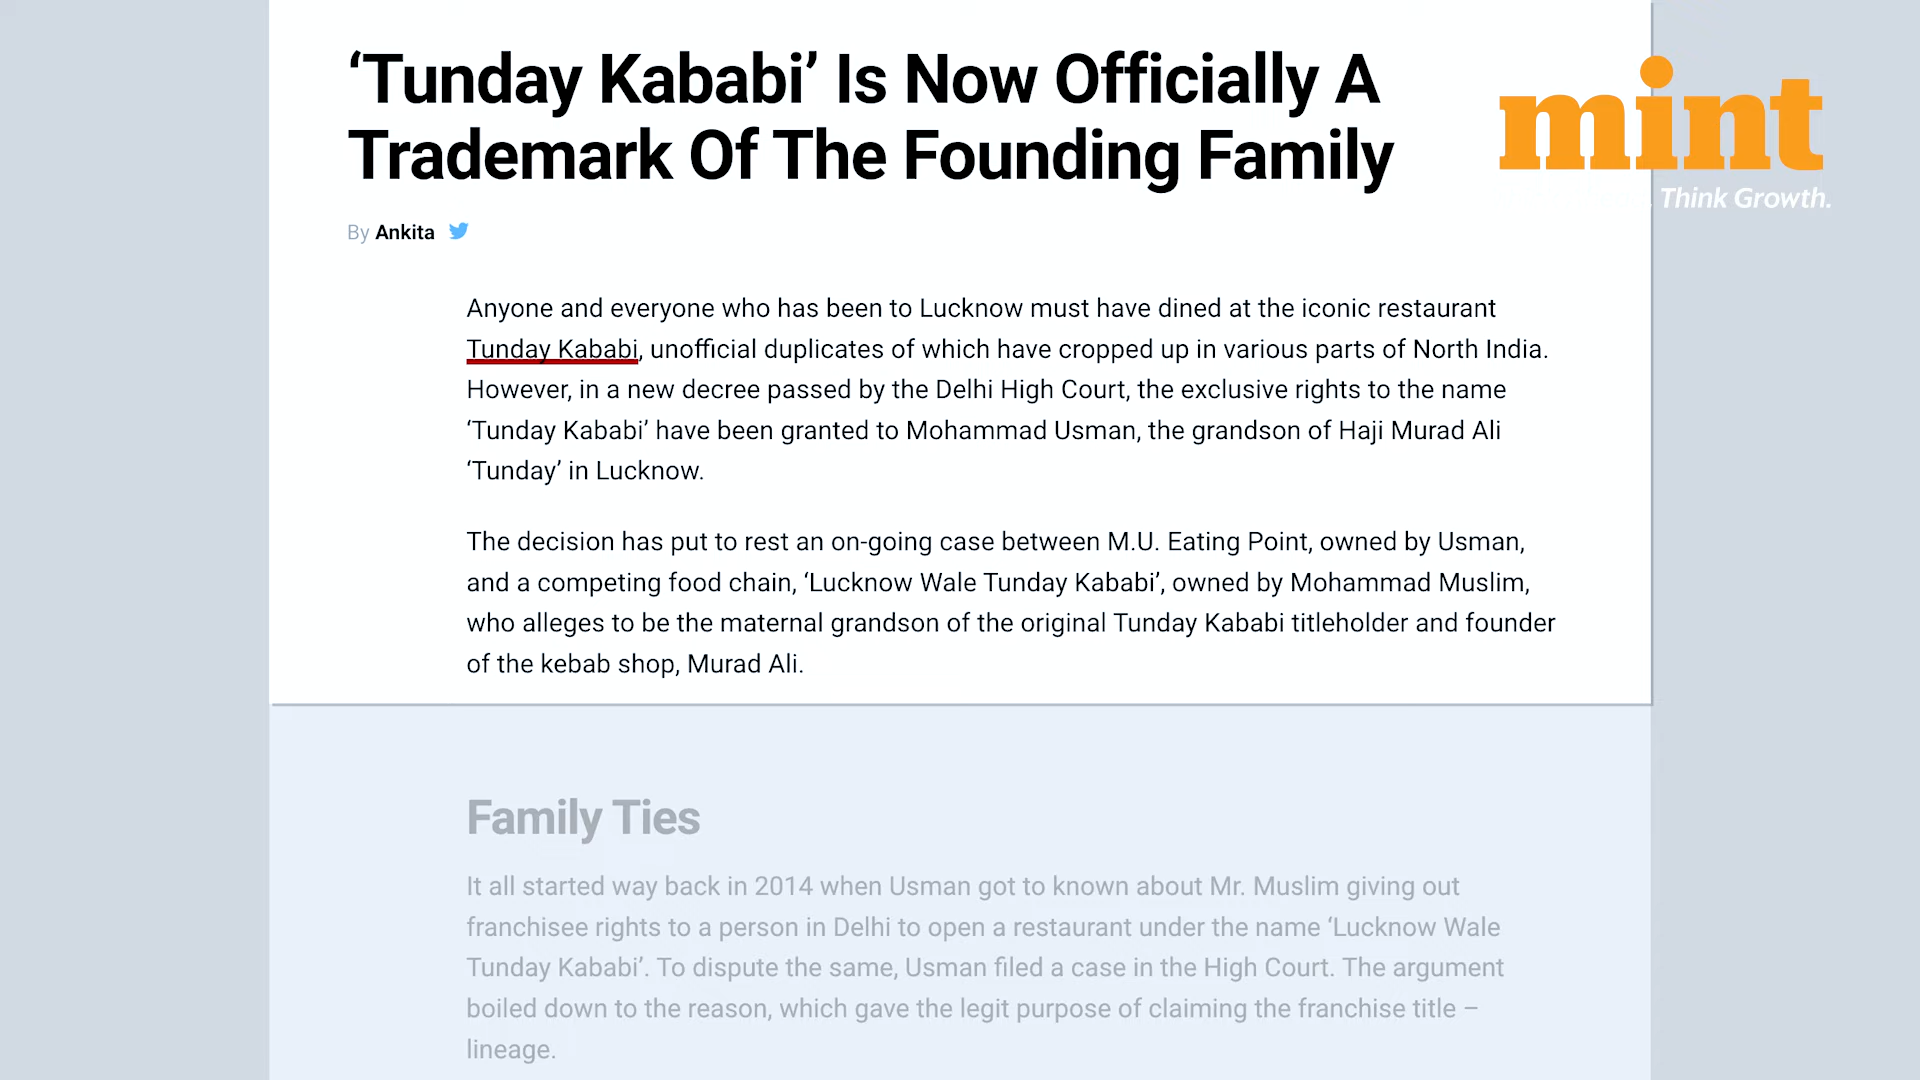 ‘Tunday Kababi’ Is Now Officially A
Trademark Of The Founding Family
mint
Think Growth.
By Ankita
Anyone and everyone who has been to Lucknow must have dined at the iconic restaurant
Tunday Kababi, unofficial duplicates of which have cropped up in various parts of North India.
However, in a new decree passed by the Delhi High Court, the exclusive rights to the name
‘Tunday Kababi’ have been granted to Mohammad Usman, the grandson of Haji Murad Ali
‘Tunday’ in Lucknow.
The decision has put to rest an on-going case between M.U. Eating Point, owned by Usman,
and a competing food chain, ‘Lucknow Wale Tunday Kababi’, owned by Mohammad Muslim,
who alleges to be the maternal grandson of the original Tunday Kababi titleholder and founder
of the kebab shop, Murad Ali.
Family Ties
It all started way back in 2014 when Usman got to known about Mr. Muslim giving out
franchisee rights to a person in Delhi to open a restaurant under the name ‘Lucknow Wale
Tunday Kababi’. To dispute the same, Usman filed a case in the High Court. The argument
boiled down to the reason, which gave the legit purpose of claiming the franchise title –
lineage.